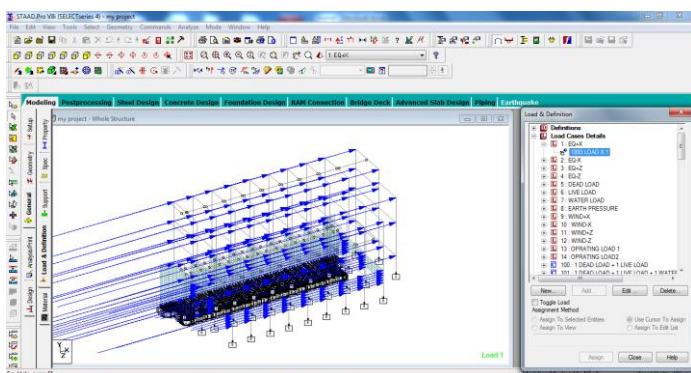 STAAD.Pro V8i (SELECTseries 4) - my project
File Edit View Tools Select Geometry Commands Analyze Mode Window Help
1: EQ+X
Modeling Postprocessing Steel Design Concrete Design Foundation Design RAM Connection Bridge Deck Advanced Slab Design Piping Earthquake
my project - Whole Structure
Setup
Geometry
General
Analysis/Print
Design
Property
Spec
Support
Load & Definition
Material
Load 1
Load & Definition
Definitions
Load Cases Details
1 : EQ+X
1893 LOAD X 1
2 : EQ-X
3 : EQ+Z
4 : EQ-Z
5 : DEAD LOAD
6 : LIVE LOAD
7 : WATER LOAD
8 : EARTH PRESSURE
9 : WIND+X
10 : WIND-X
11 : WIND+Z
12 : WIND-Z
13 : OPRATING LOAD 1
14 : OPRATING LOAD2
100 : 1 DEAD LOAD + 1 LIVE LOAD
101 : 1 DEAD LOAD + 1 LIVE LOAD + 1 WATER
New... Add... Edit... Delete...
Toggle Load
Assignment Method
Assign To Selected Entities Use Cursor To Assign
Assign To View Assign To Edit List
Assign Close Help